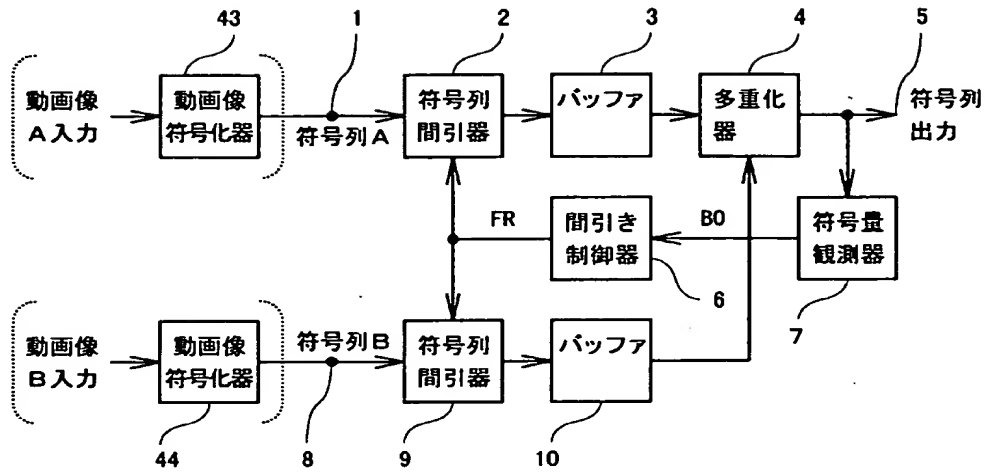 43
1
2
3
4
5
動画像
A入力
動画像
符号化器
符号列A
符号列
間引器
バッファ
多重化
器
符号列
出力
FR
間引き
制御器
BO
符号量
観測器
6
7
動画像
B入力
動画像
符号化器
符号列B
符号列
間引器
バッファ
44
8
9
10